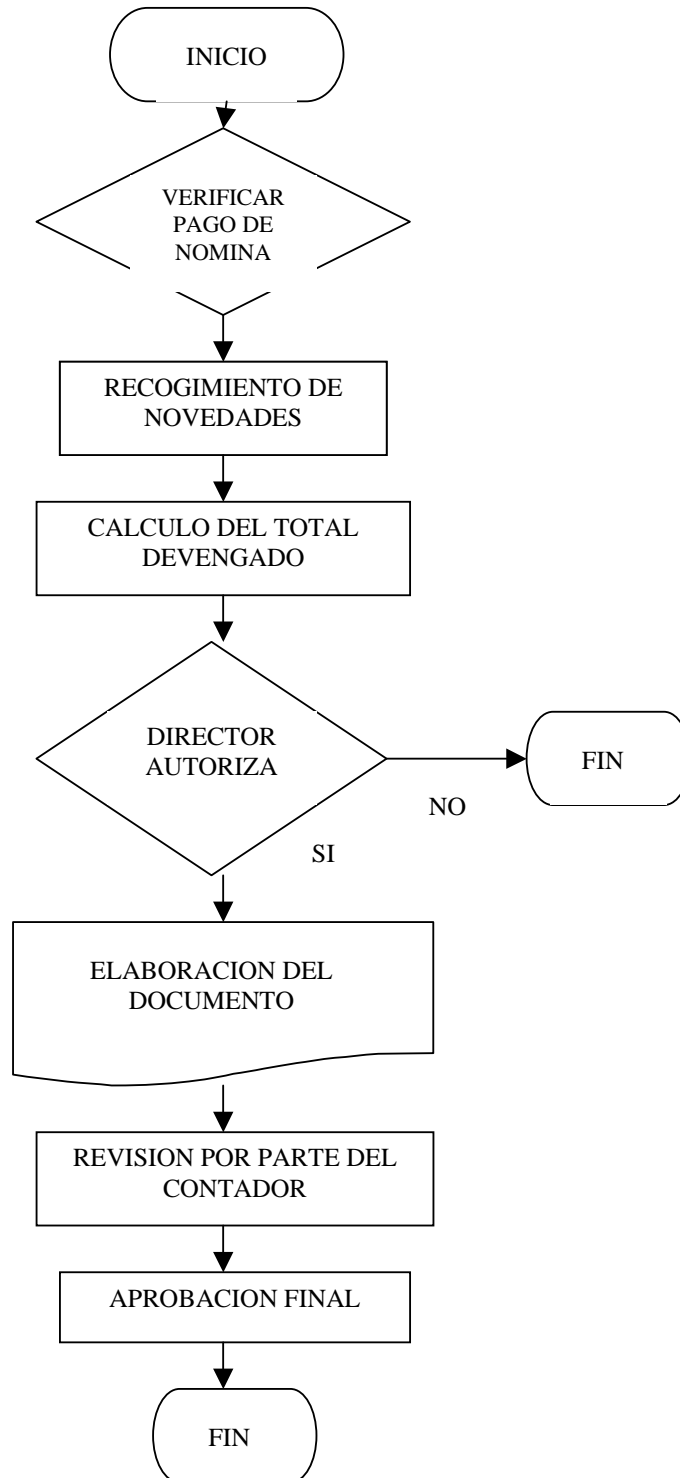 INICIO
VERIFICAR
PAGO DE
NOMINA
RECOGIMIENTO DE
NOVEDADES
CALCULO DEL TOTAL
DEVENGADO
DIRECTOR
AUTORIZA
FIN
NO
SI
ELABORACION DEL
DOCUMENTO
REVISION POR PARTE DEL
CONTADOR
APROBACION FINAL
FIN